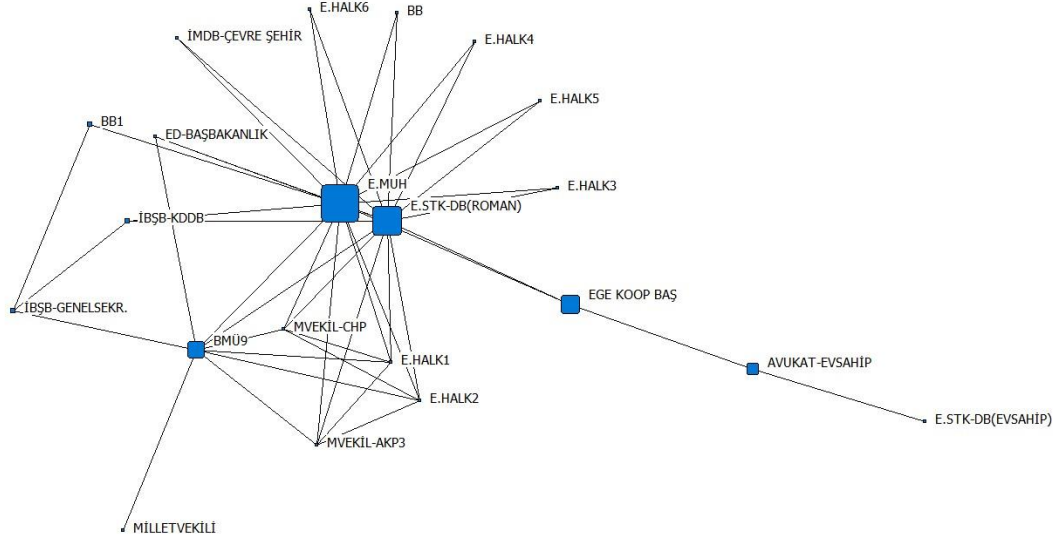 E.HALK6
BB
İMDB-ÇEVRE ŞEHİR
E.HALK4
E.HALK5
BB1
ED-BAŞBAKANLIK
E.MUH
E.HALK3
E.STK-DB(ROMAN)
İBŞB-KDDB
EGE KOOP BAŞ
İBŞB-GENELSEKR.
MVEKİL-CHP
BMÜ9
E.HALK1
AVUKAT-EVSAHİP
E.HALK2
E.STK-DB(EVSAHİP)
MVEKİL-AKP3
MİLLETVEKİLİ